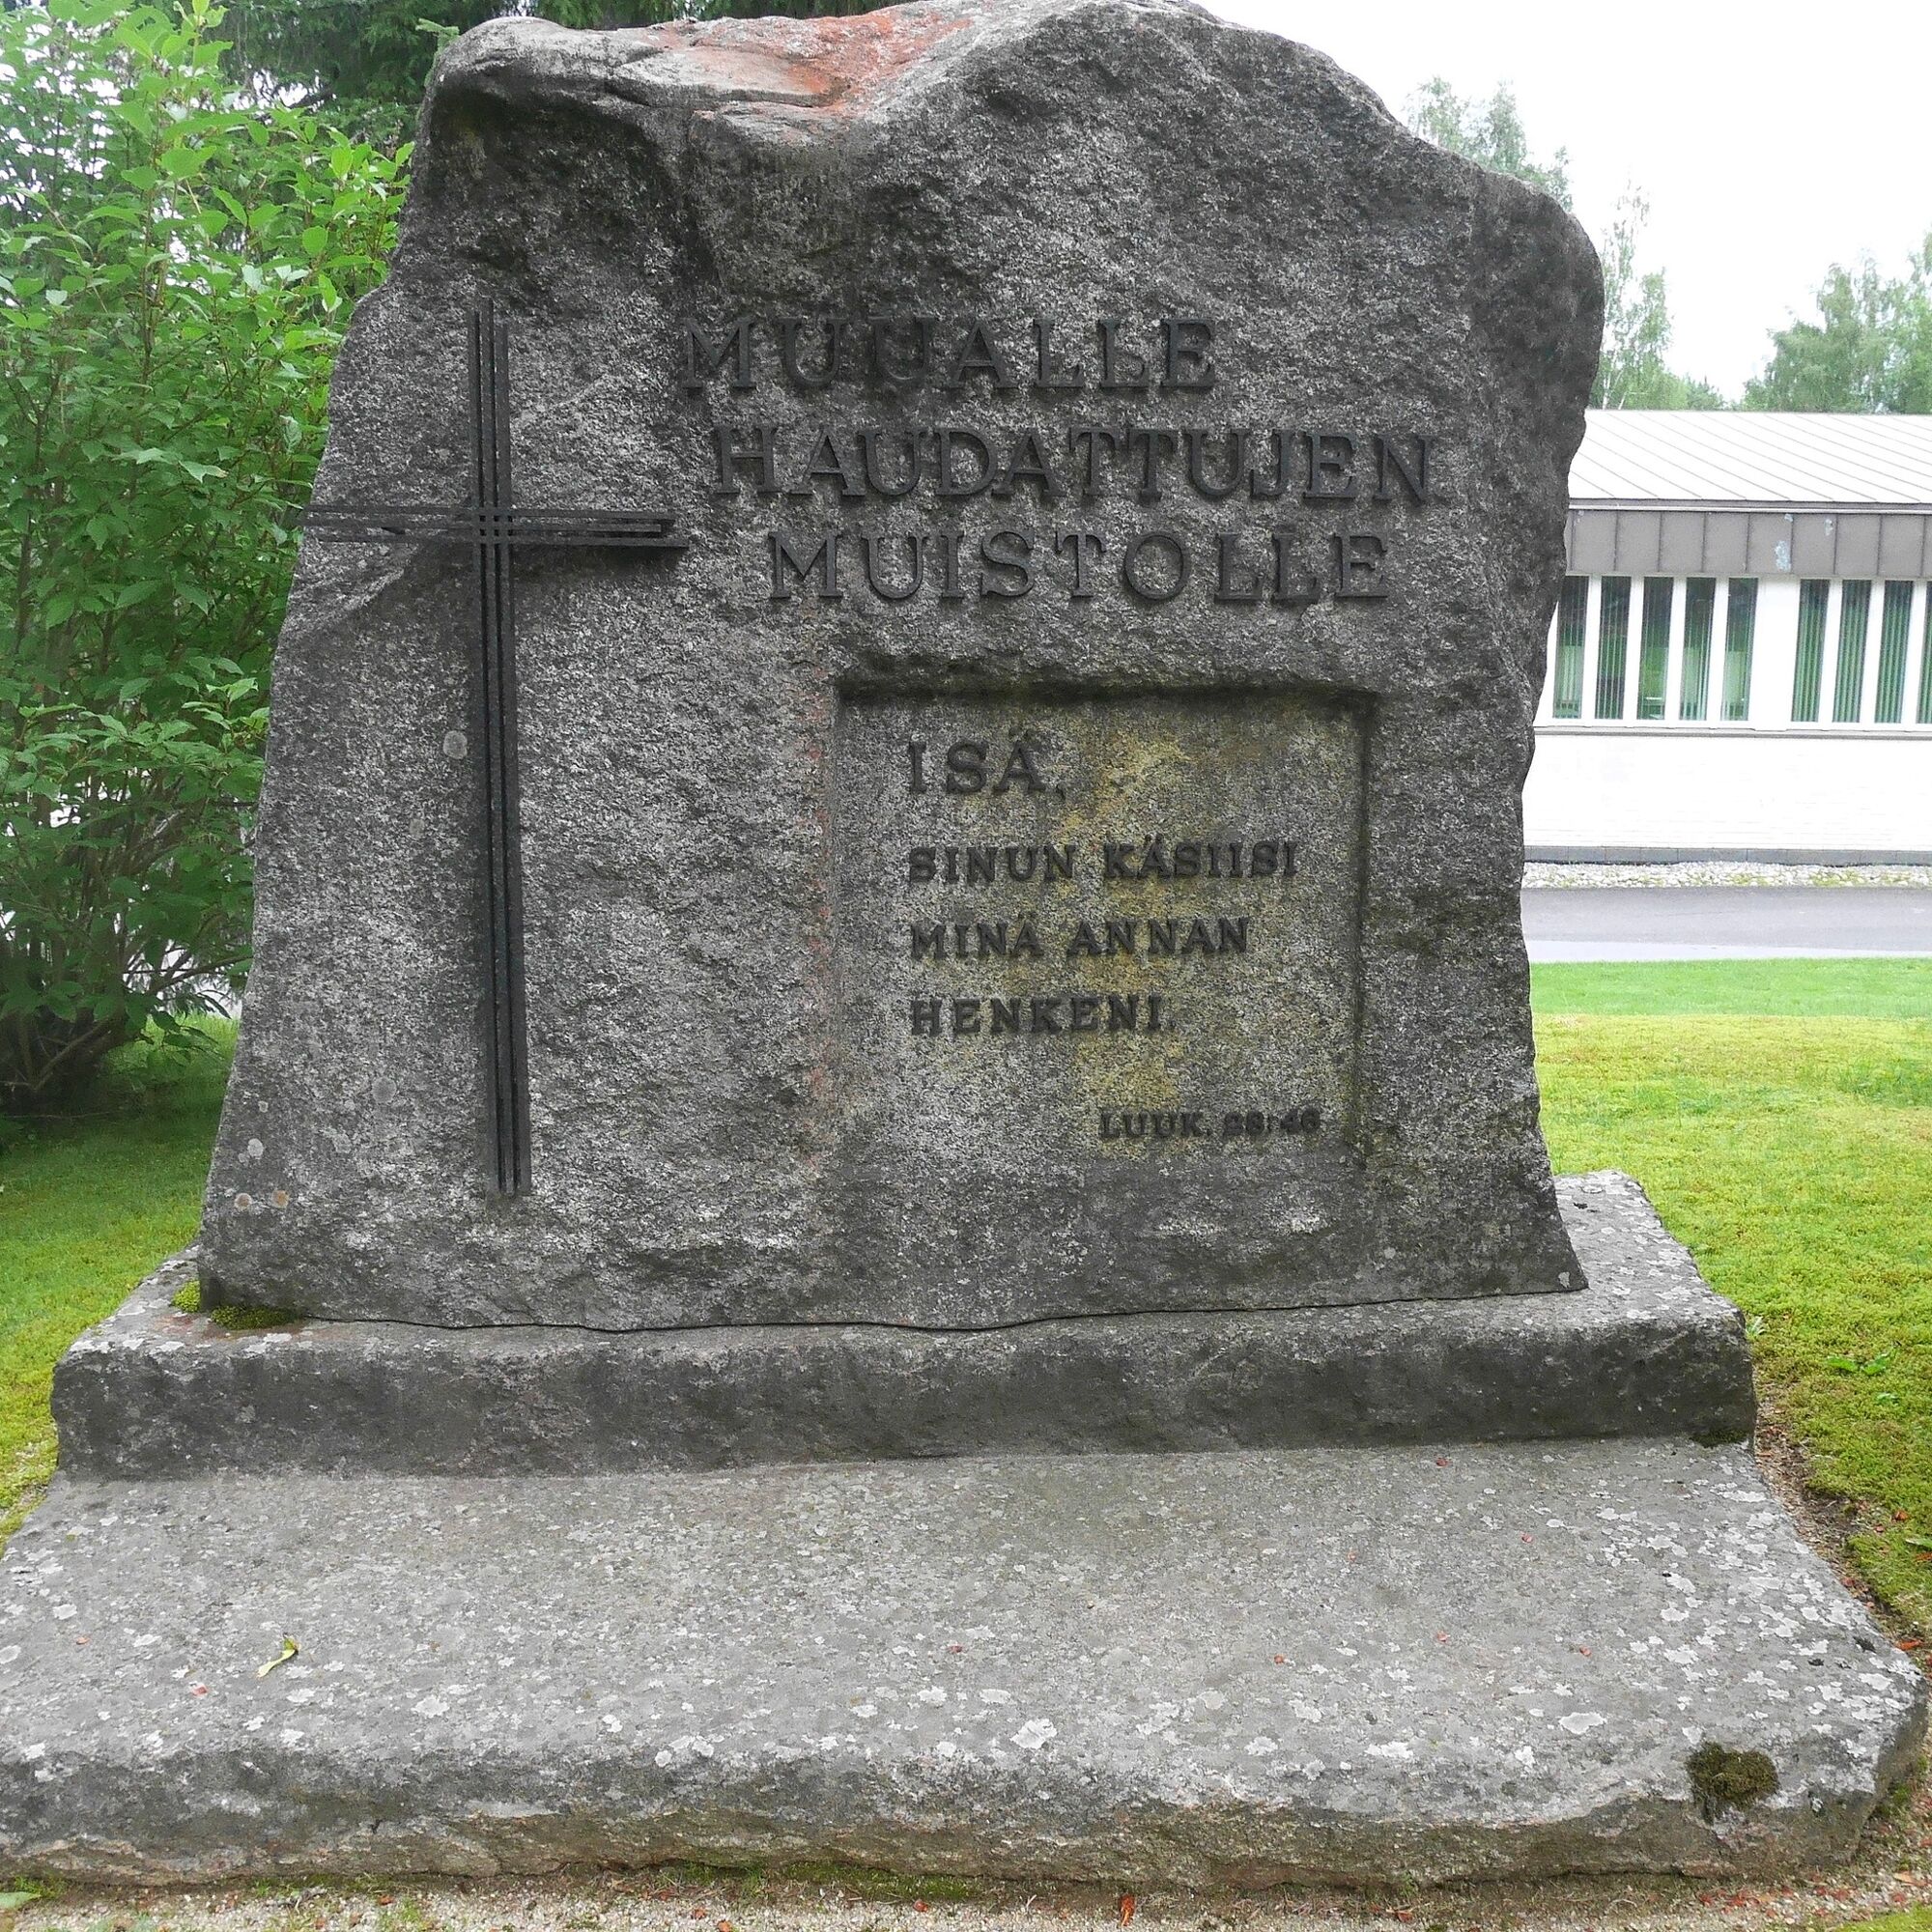 MUUALLE
HAUDATTUJEN
MUISTOLLE
ISÄ,
SINUN KÄSIISI
MINÄ ANNAN
HENKENI.
LUUK. 23:46